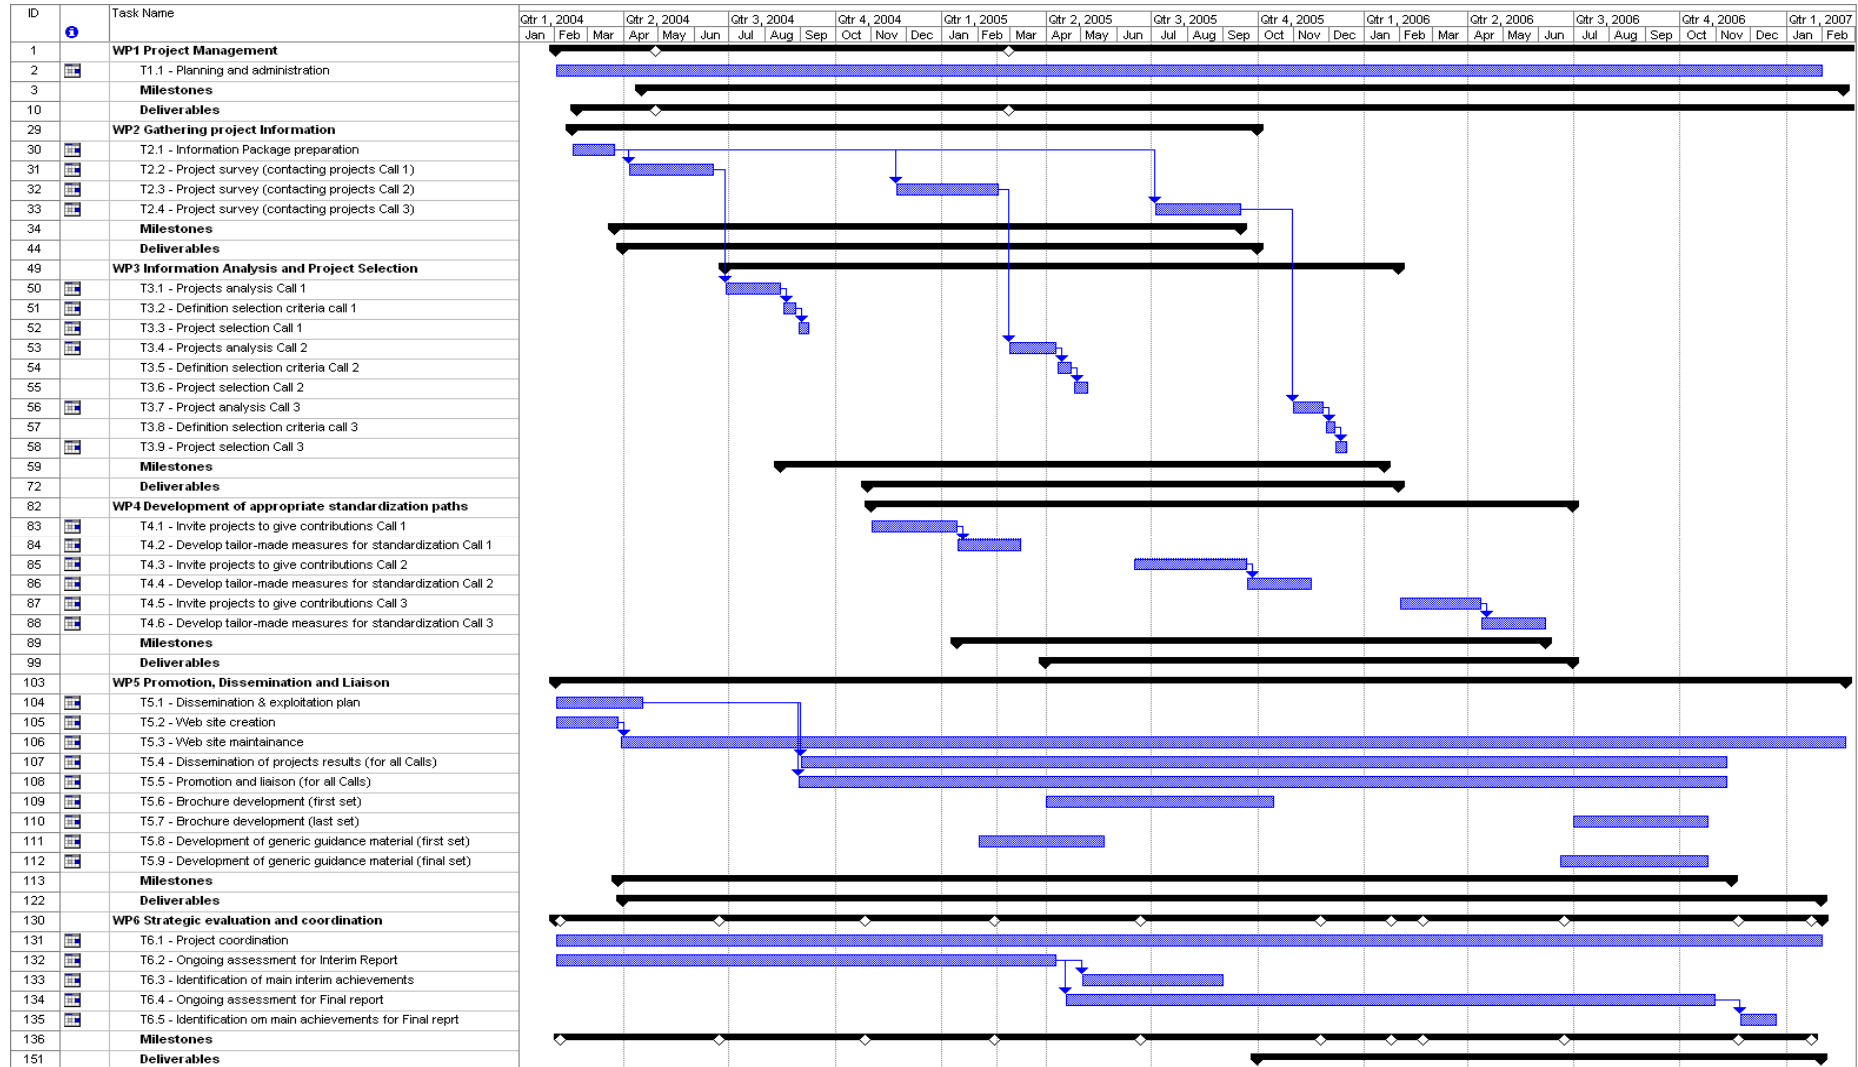 ID Task Name Qtr 1, 2004 Qtr 2, 2004 Qtr 3, 2004 Qtr 4, 2004 Qtr 1, 2005 Qtr 2, 2005 Qtr 3, 2005 Qtr 4, 2005 Qtr 1, 2006 Qtr 2, 2006 Qtr 3, 2006 Qtr 4, 2006 Qtr 1, 2007
Jan Feb Mar Apr May Jun Jul Aug Sep Oct Nov Dec Jan Feb Mar Apr May Jun Jul Aug Sep Oct Nov Dec Jan Feb Mar Apr May Jun Jul Aug Sep Oct Nov Dec Jan Feb
1 WP1 Project Management
2 T1.1 - Planning and administration
3 Milestones
10 Deliverables
29 WP2 Gathering project Information
30 T2.1 - Information Package preparation
31 T2.2 - Project survey (contacting projects Call 1)
32 T2.3 - Project survey (contacting projects Call 2)
33 T2.4 - Project survey (contacting projects Call 3)
34 Milestones
44 Deliverables
49 WP3 Information Analysis and Project Selection
50 T3.1 - Projects analysis Call 1
51 T3.2 - Definition selection criteria call 1
52 T3.3 - Project selection Call 1
53 T3.4 - Projects analysis Call 2
54 T3.5 - Definition selection criteria Call 2
55 T3.6 - Project selection Call 2
56 T3.7 - Project analysis Call 3
57 T3.8 - Definition selection criteria call 3
58 T3.9 - Project selection Call 3
59 Milestones
72 Deliverables
82 WP4 Development of appropriate standardization paths
83 T4.1 - Invite projects to give contributions Call 1
84 T4.2 - Develop tailor-made measures for standardization Call 1
85 T4.3 - Invite projects to give contributions Call 2
86 T4.4 - Develop tailor-made measures for standardization Call 2
87 T4.5 - Invite projects to give contributions Call 3
88 T4.6 - Develop tailor-made measures for standardization Call 3
89 Milestones
99 Deliverables
103 WP5 Promotion, Dissemination and Liaison
104 T5.1 - Dissemination & exploitation plan
105 T5.2 - Web site creation
106 T5.3 - Web site maintainance
107 T5.4 - Dissemination of projects results (for all Calls)
108 T5.5 - Promotion and liaison (for all Calls)
109 T5.6 - Brochure development (first set)
110 T5.7 - Brochure development (last set)
111 T5.8 - Development of generic guidance material (first set)
112 T5.9 - Development of generic guidance material (final set)
113 Milestones
122 Deliverables
130 WP6 Strategic evaluation and coordination
131 T6.1 - Project coordination
132 T6.2 - Ongoing assessment for Interim Report
133 T6.3 - Identification of main interim achievements
134 T6.4 - Ongoing assessment for Final report
135 T6.5 - Identification om main achievements for Final reprt
136 Milestones
151 Deliverables